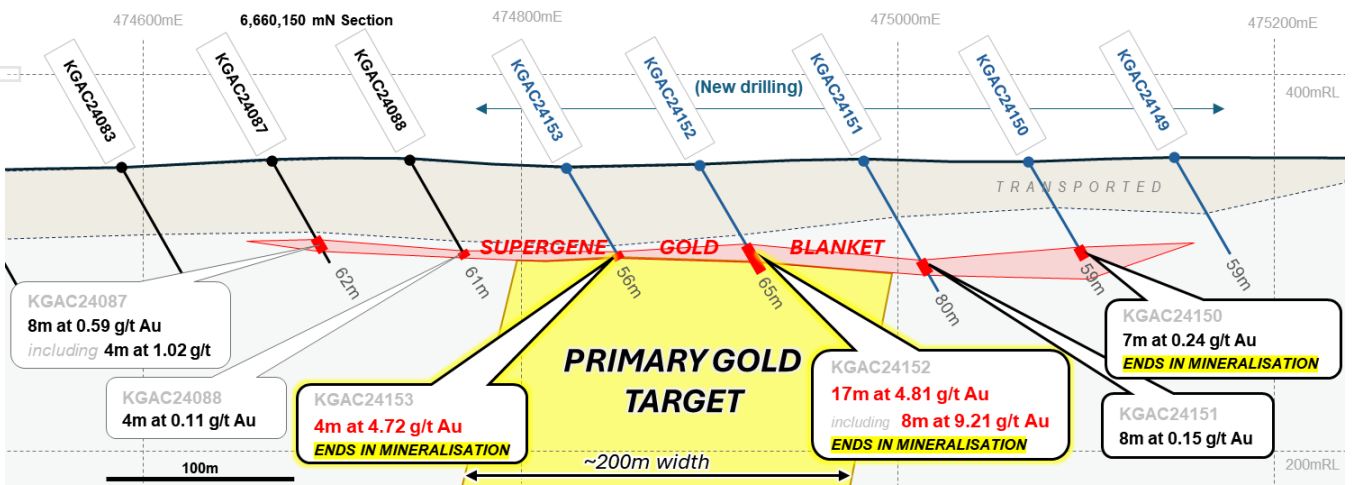 474600mE
6,660,150 mN Section
474800mE
475000mE
475200mE
KGAC24083
KGAC24087
KGAC24088
KGAC24153
KGAC24152
KGAC24151
KGAC24150
KGAC24149
(New drilling)
400mRL
TRANSPORTED
SUPERGENE GOLD BLANKET
62m
61m
56m
65m
80m
59m
59m
KGAC24087
8m at 0.59 g/t Au
including 4m at 1.02 g/t
KGAC24088
4m at 0.11 g/t Au
KGAC24153
4m at 4.72 g/t Au
ENDS IN MINERALISATION
PRIMARY GOLD
TARGET
KGAC24152
17m at 4.81 g/t Au
including 8m at 9.21 g/t Au
ENDS IN MINERALISATION
KGAC24150
7m at 0.24 g/t Au
ENDS IN MINERALISATION
KGAC24151
8m at 0.15 g/t Au
100m
~200m width
200mRL